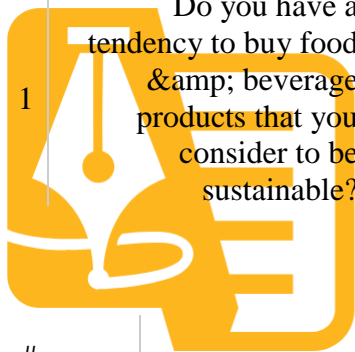 Do you have a
tendency to buy food
&amp; beverage
1
products that you
consider to be
sustainable?